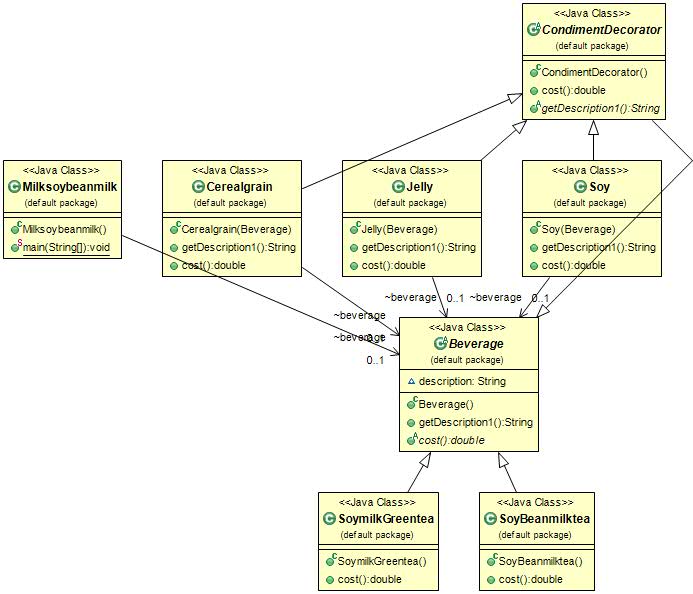 <<Java Class>>
CondimentDecorator
(default package)
CondimentDecorator()
cost():double
getDescription1():String
<<Java Class>>
Milksoybeanmilk
(default package)
Milksoybeanmilk()
main(String[]):void
<<Java Class>>
Cerealgrain
(default package)
Cerealgrain(Beverage)
getDescription1():String
cost():double
<<Java Class>>
Jelly
(default package)
Jelly(Beverage)
getDescription1():String
cost():double
<<Java Class>>
Soy
(default package)
Soy(Beverage)
getDescription1():String
cost():double
~beverage 0..1
~beverage 0..1
~beverage
0..1
~beverage
0..1
<<Java Class>>
Beverage
(default package)
description: String
Beverage()
getDescription1():String
cost():double
<<Java Class>>
SoymilkGreentea
(default package)
SoymilkGreentea()
cost():double
<<Java Class>>
SoyBeanmilktea
(default package)
SoyBeanmilktea()
cost():double